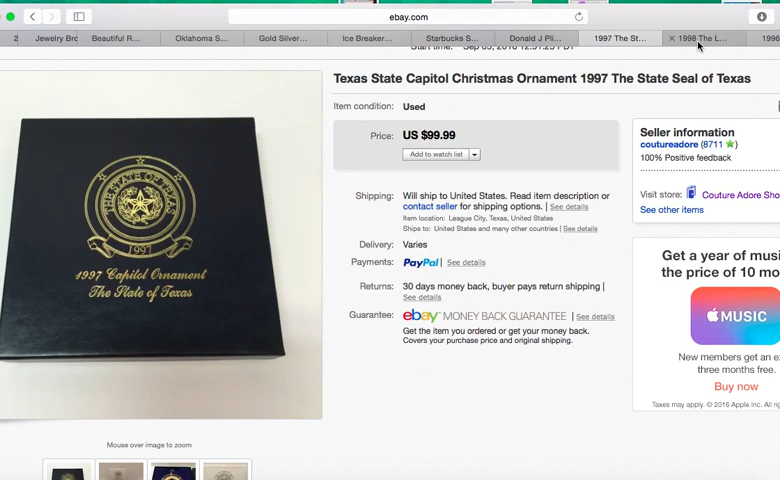 ebay.com
2
Jewelry Bro
Beautiful R...
Oklahoma S...
Gold Silver...
Ice Breaker...
Starbucks S...
Donald J Pli...
1997 The St...
1998 The L...
1996
Texas State Capitol Christmas Ornament 1997 The State Seal of Texas
Item condition: Used
Price: US $99.99
Add to watch list
Shipping: Will ship to United States. Read item description or
contact seller for shipping options. | See details
Item location: League City, Texas, United States
Ships to: United States and many other countries | See details
Delivery: Varies
Payments: PayPal | See details
Returns: 30 days money back, buyer pays return shipping |
See details
Guarantee: ebay MONEY BACK GUARANTEE | See details
Get the item you ordered or get your money back.
Covers your purchase price and original shipping.
Seller information
coutureadore (8711 )
100% Positive feedback
Visit store: Couture Adore Sho
See other items
Get a year of musi
the price of 10 mo
MUSIC
New members get an e
three months free.
Buy now
Taxes may apply. © 2016 Apple Inc. All rig
THE STATE OF TEXAS
1997
1997 Capitol Ornament
The State of Texas
Mouse over image to zoom